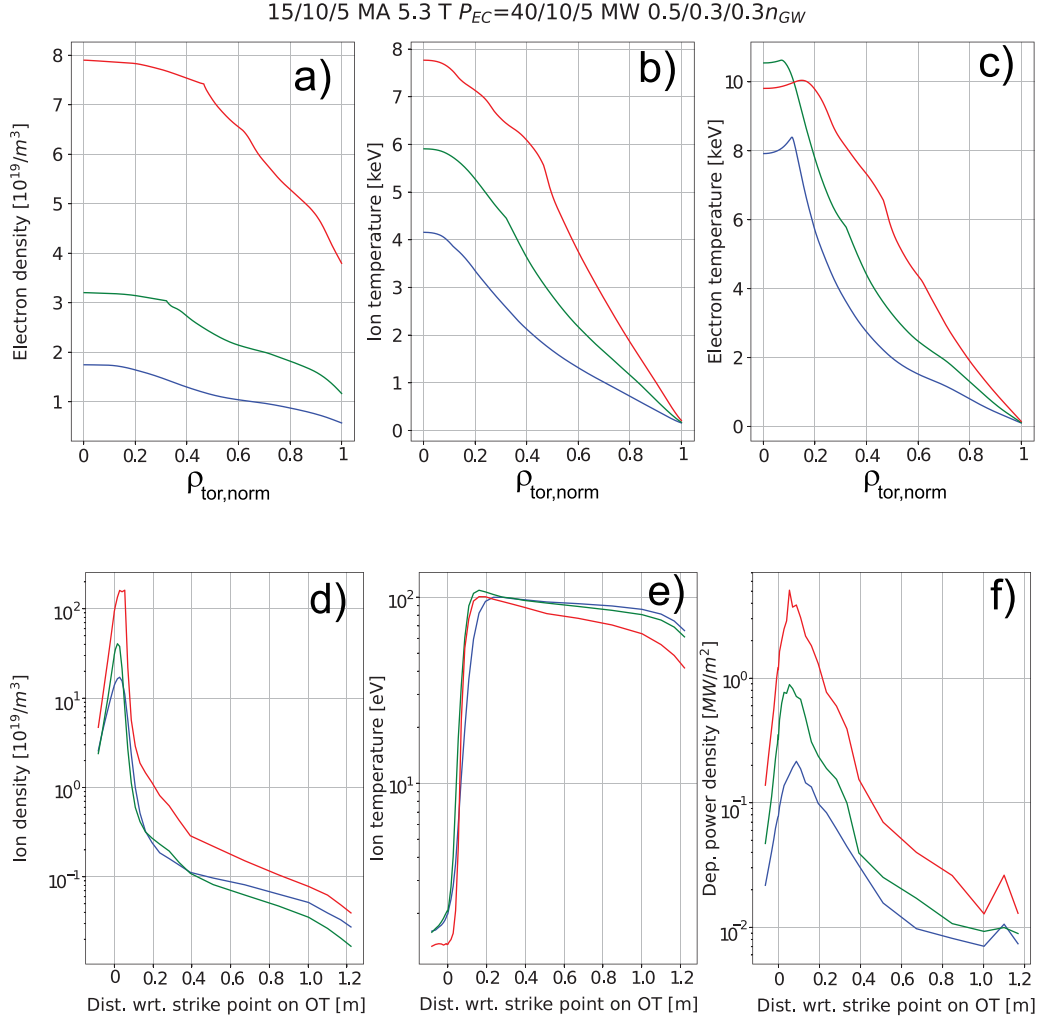 15/10/5 MA 5.3 T P_EC=40/10/5 MW 0.5/0.3/0.3n_GW
a)
Electron density [10^19/m^3]
8
7
6
5
4
3
2
1
0 0.2 0.4 0.6 0.8 1
ρ_tor,norm
b)
Ion temperature [keV]
8
7
6
5
4
3
2
1
0
0 0.2 0.4 0.6 0.8 1
ρ_tor,norm
c)
Electron temperature [keV]
10
8
6
4
2
0
0 0.2 0.4 0.6 0.8 1
ρ_tor,norm
d)
Ion density [10^19/m^3]
10^2
10^1
10^0
10^-1
0 0.2 0.4 0.6 0.8 1.0 1.2
Dist. wrt. strike point on OT [m]
e)
Ion temperature [eV]
10^2
10^1
0 0.2 0.4 0.6 0.8 1.0 1.2
Dist. wrt. strike point on OT [m]
f)
Dep. power density [MW/m^2]
10^0
10^-1
10^-2
0 0.2 0.4 0.6 0.8 1.0 1.2
Dist. wrt. strike point on OT [m]